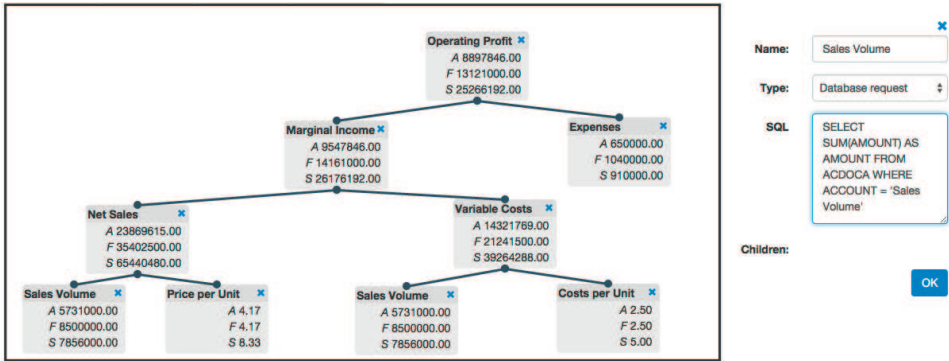 Operating Profit ×
A 8897846.00
F 13121000.00
S 25266192.00
Marginal Income ×
A 9547846.00
F 14161000.00
S 26176192.00
Expenses ×
A 650000.00
F 1040000.00
S 910000.00
Net Sales ×
A 23869615.00
F 35402500.00
S 65440480.00
Variable Costs ×
A 14321769.00
F 21241500.00
S 39264288.00
Sales Volume ×
A 5731000.00
F 8500000.00
S 7856000.00
Price per Unit ×
A 4.17
F 4.17
S 8.33
Sales Volume ×
A 5731000.00
F 8500000.00
S 7856000.00
Costs per Unit ×
A 2.50
F 2.50
S 5.00
×
Name: Sales Volume
Type: Database request
SQL SELECT
SUM(AMOUNT) AS
AMOUNT FROM
ACDOCA WHERE
ACCOUNT = 'Sales
Volume'
Children:
OK